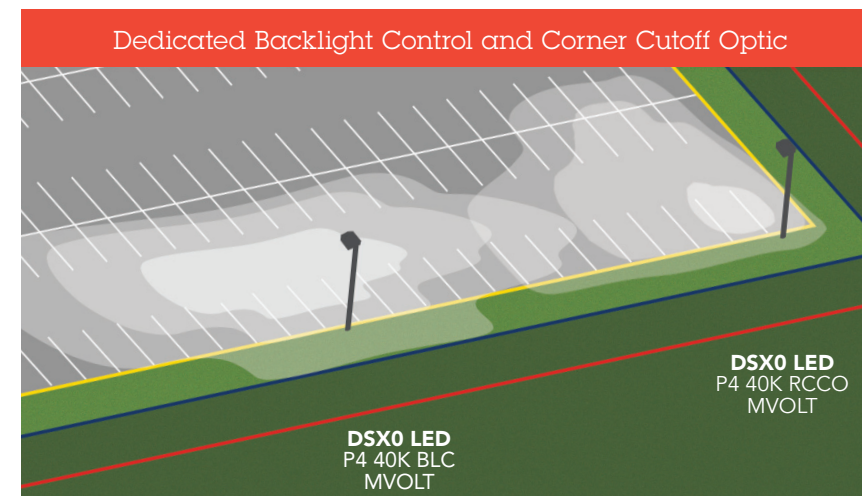 Dedicated Backlight Control and Corner Cutoff Optic
DSX0 LED
P4 40K RCCO
MVOLT
DSX0 LED
P4 40K BLC
MVOLT